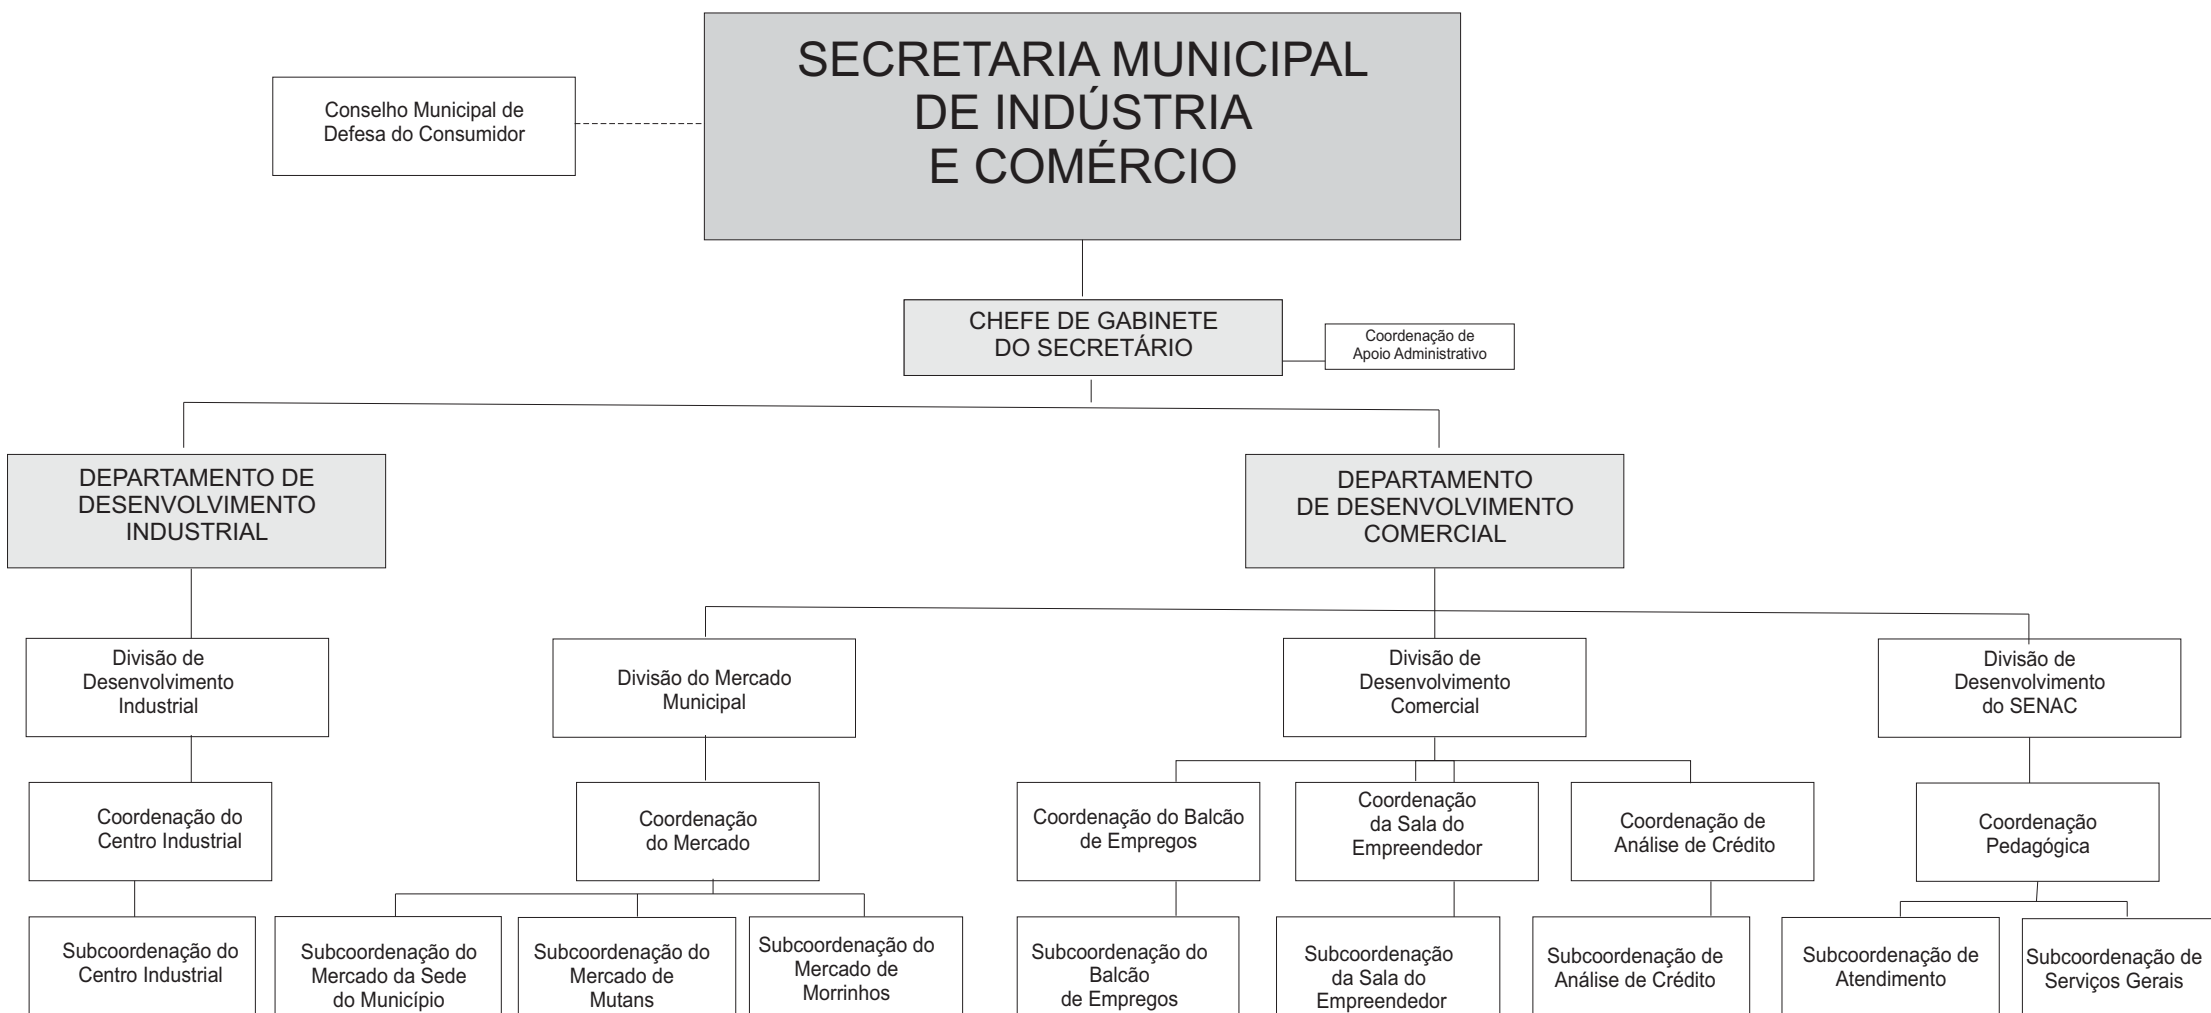 SECRETARIA MUNICIPAL
DE INDÚSTRIA
E COMÉRCIO
Conselho Municipal de
Defesa do Consumidor
CHEFE DE GABINETE
DO SECRETÁRIO
Coordenação de
Apoio Administrativo
DEPARTAMENTO DE
DESENVOLVIMENTO
INDUSTRIAL
DEPARTAMENTO
DE DESENVOLVIMENTO
COMERCIAL
Divisão de
Desenvolvimento
Industrial
Divisão do Mercado
Municipal
Divisão de
Desenvolvimento
Comercial
Divisão de
Desenvolvimento
do SENAC
Coordenação do
Centro Industrial
Coordenação
do Mercado
Coordenação do Balcão
de Empregos
Coordenação
da Sala do
Empreendedor
Coordenação de
Análise de Crédito
Coordenação
Pedagógica
Subcoordenação do
Centro Industrial
Subcoordenação do
Mercado da Sede
do Município
Subcoordenação do
Mercado de
Mutans
Subcoordenação do
Mercado de
Morrinhos
Subcoordenação do
Balcão
de Empregos
Subcoordenação
da Sala do
Empreendedor
Subcoordenação de
Análise de Crédito
Subcoordenação de
Atendimento
Subcoordenação de
Serviços Gerais